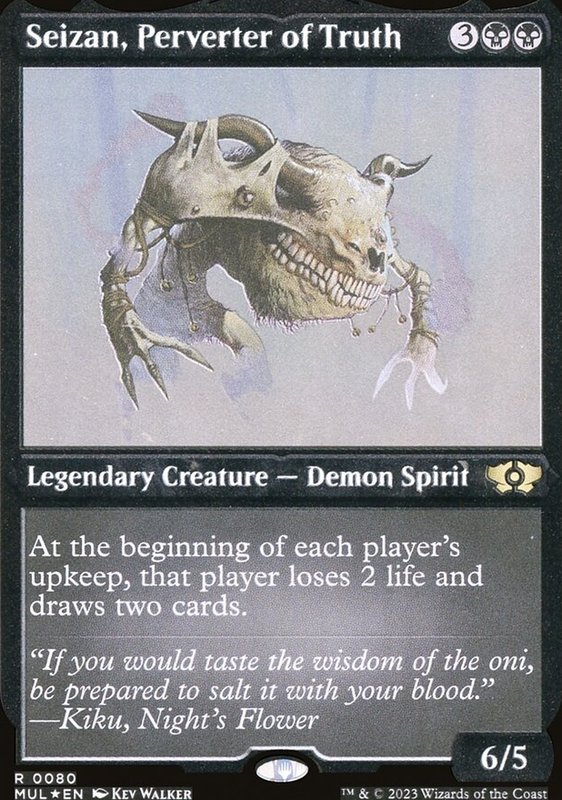 Seizan, Perverter of Truth
3
Legendary Creature — Demon Spirit
At the beginning of each player's
upkeep, that player loses 2 life and
draws two cards.
"If you would taste the wisdom of the oni,
be prepared to salt it with your blood."
—Kiku, Night's Flower
6/5
R 0080
MUL★EN Kev Walker
™ & © 2023 Wizards of the Coast